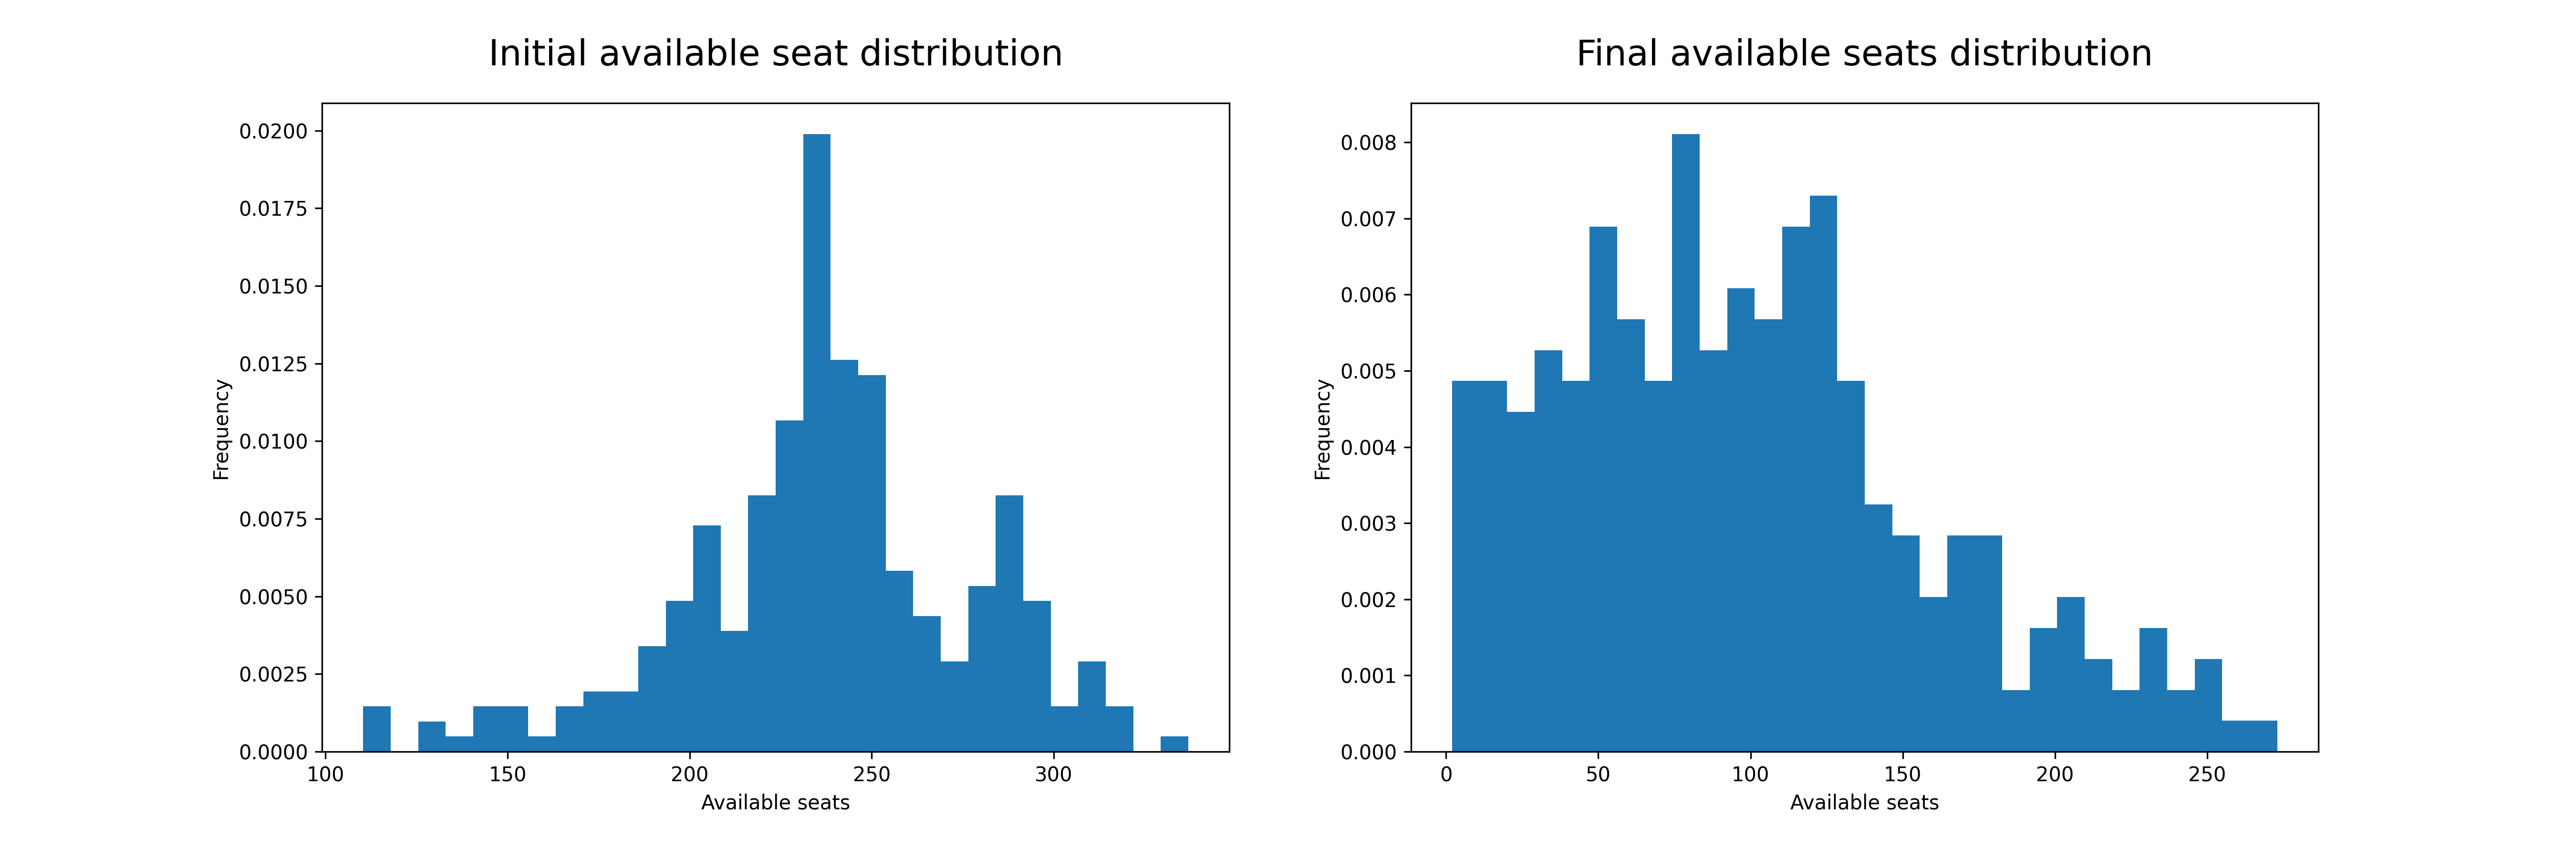 Initial available seat distribution
0.0200
0.0175
0.0150
0.0125
0.0100
0.0075
0.0050
0.0025
0.0000
Frequency
100 150 200 250 300
Available seats
Final available seats distribution
0.008
0.007
0.006
0.005
0.004
0.003
0.002
0.001
0.000
Frequency
0 50 100 150 200 250
Available seats